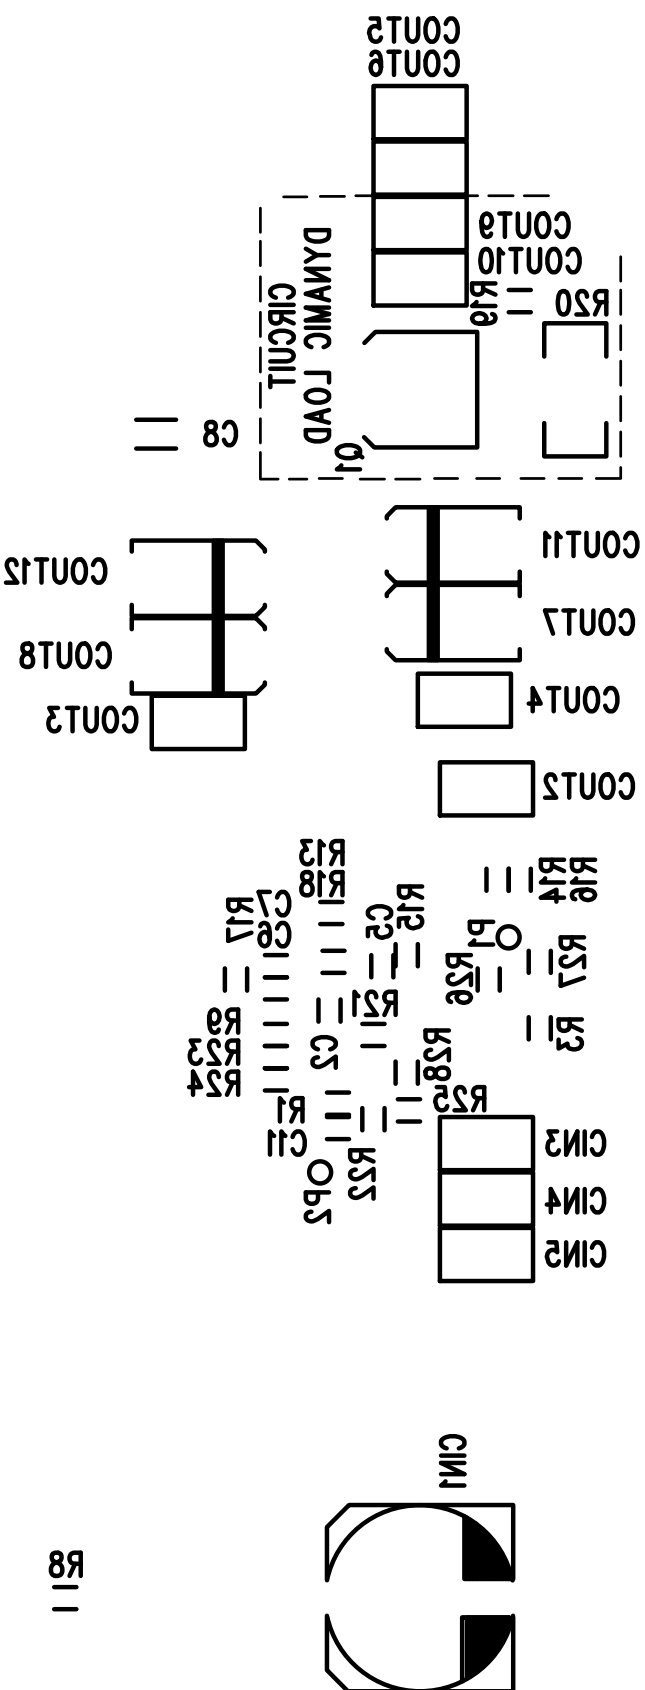 COUT5
COUT6
COUT9
COUT10
R19
R20
DYNAMIC LOAD
CIRCUIT
Q1
C8
COUT11
COUT12
COUT7
COUT8
COUT4
COUT3
COUT2
R13
R18
R14
R16
R15
C7
C6
R17
C5
P1
R27
R26
R21
R9
R3
R23
C2
R28
R24
R25
R1
C11
R22
P2
CIN3
CIN4
CIN5
CIN1
R8